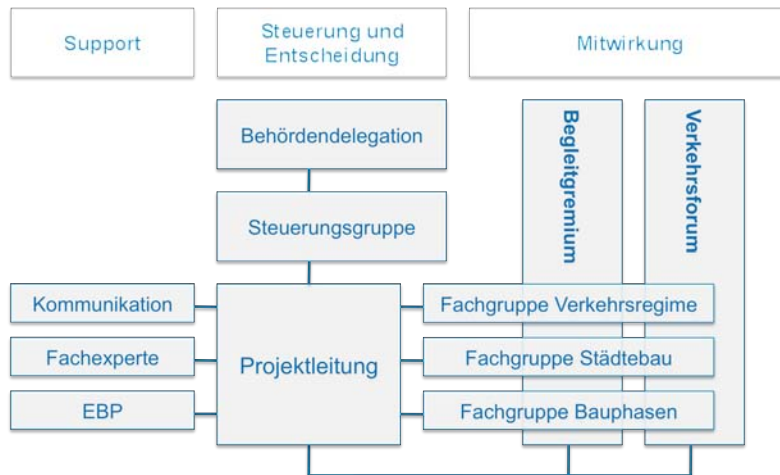 Support
Steuerung und
Entscheidung
Mitwirkung
Behördendelegation
Steuerungsgruppe
Begleitgremium
Verkehrsforum
Kommunikation
Projektleitung
Fachgruppe Verkehrsregime
Fachexperte
Fachgruppe Städtebau
EBP
Fachgruppe Bauphasen